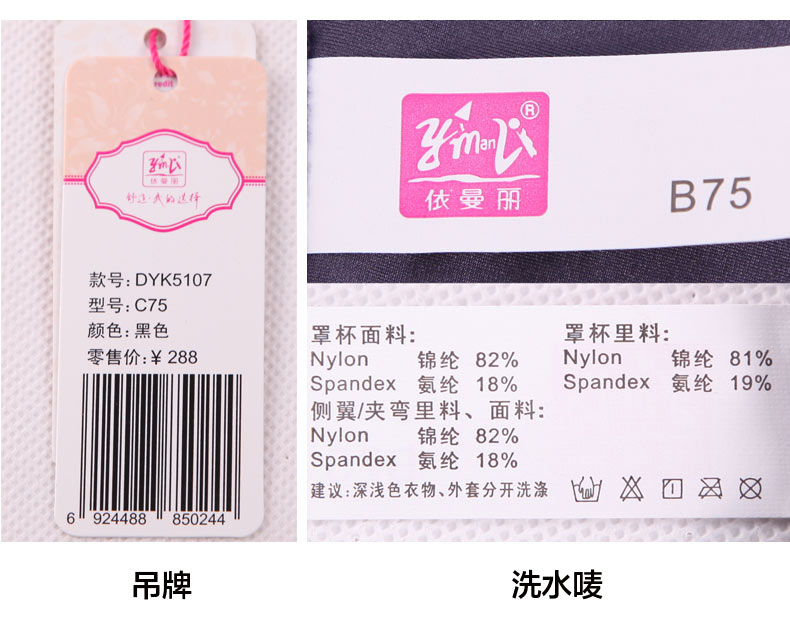 redit
依曼丽
舒适·我的选择
款号: DYK5107
型号: C75
颜色: 黑色
零售价: ¥ 288
6 924488 850244
吊牌
Yiman li ®
依曼丽
B75
罩杯面料:
Nylon 锦纶 82%
Spandex 氨纶 18%
罩杯里料:
Nylon 锦纶 81%
Spandex 氨纶 19%
侧翼/夹弯里料、面料:
Nylon 锦纶 82%
Spandex 氨纶 18%
建议: 深浅色衣物、外套分开洗涤
洗水唛